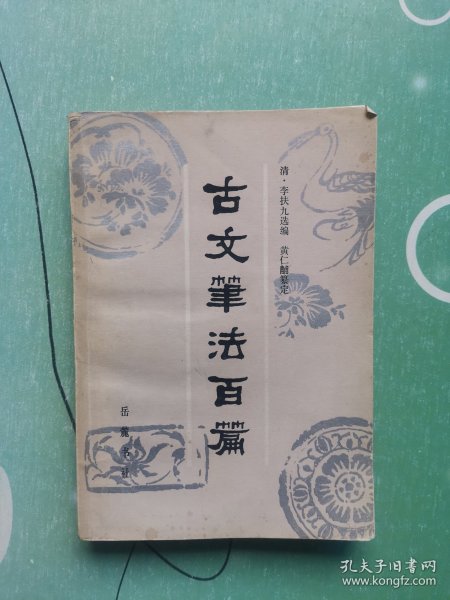 古文筆法百篇
清·李扶九选编 黄仁黼纂定
岳麓书社
孔夫子旧书网
www.kongfz.com